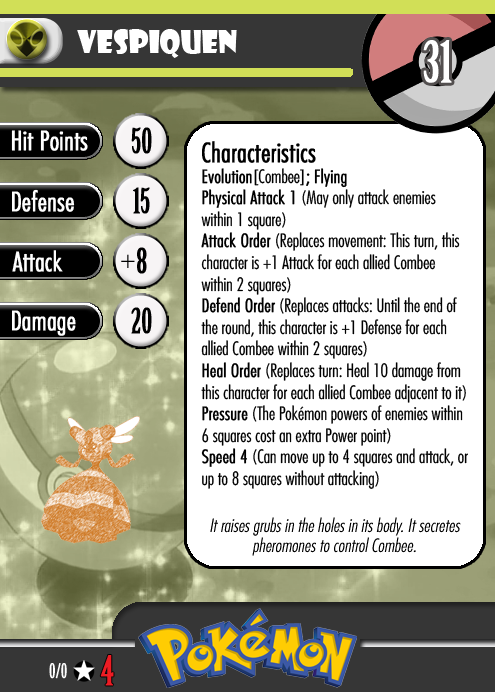 VESPIQUEN
31
Hit Points 50
Defense 15
Attack +8
Damage 20
Characteristics
Evolution[Combee]; Flying
Physical Attack 1 (May only attack enemies
within 1 square)
Attack Order (Replaces movement: This turn, this
character is +1 Attack for each allied Combee
within 2 squares)
Defend Order (Replaces attacks: Until the end of
the round, this character is +1 Defense for each
allied Combee within 2 squares)
Heal Order (Replaces turn: Heal 10 damage from
this character for each allied Combee adjacent to it)
Pressure (The Pokémon powers of enemies within
6 squares cost an extra Power point)
Speed 4 (Can move up to 4 squares and attack, or
up to 8 squares without attacking)
It raises grubs in the holes in its body. It secretes
pheromones to control Combee.
POKéMON
0/0 ★ 4